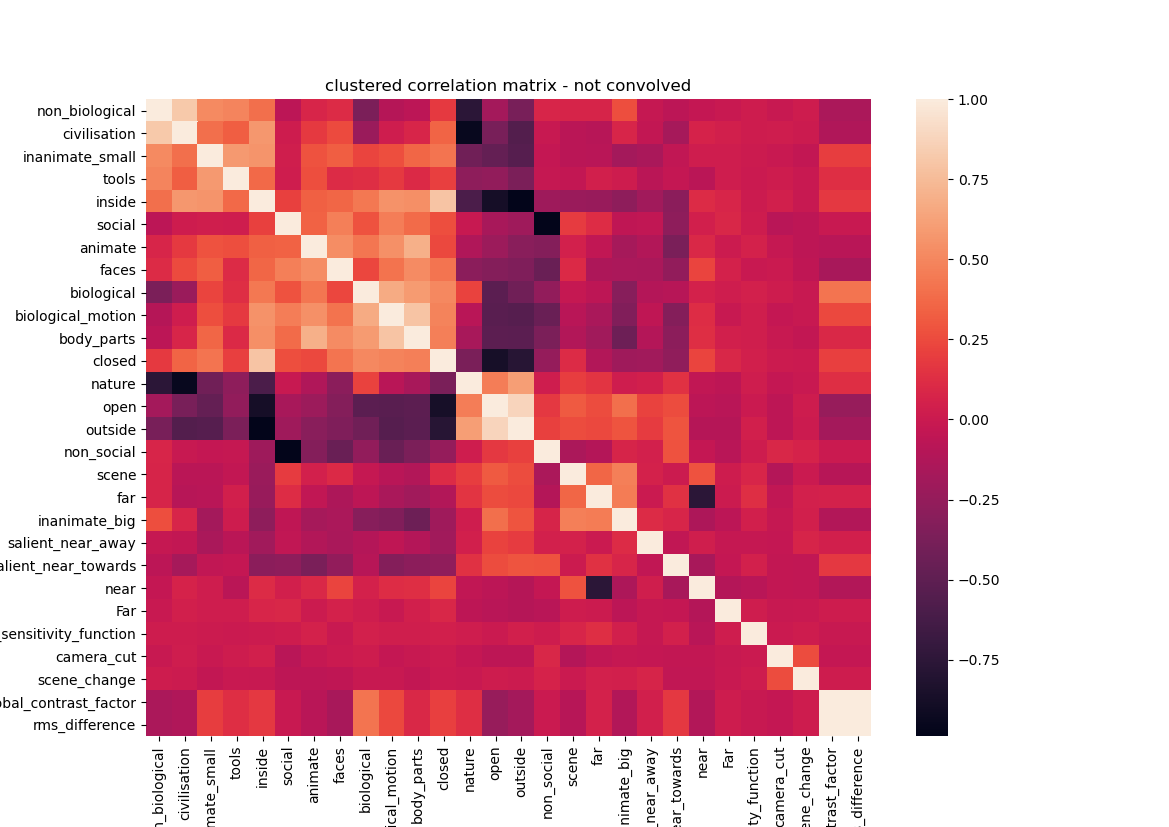 clustered correlation matrix - not convolved
non_biological
civilisation
inanimate_small
tools
inside
social
animate
faces
biological
biological_motion
body_parts
closed
nature
open
outside
non_social
scene
far
inanimate_big
salient_near_away
alient_near_towards
near
Far
_sensitivity_function
camera_cut
scene_change
obal_contrast_factor
rms_difference
1.00
0.75
0.50
0.25
0.00
−0.25
−0.50
−0.75
n_biological
civilisation
mate_small
tools
inside
social
animate
faces
biological
ical_motion
body_parts
closed
nature
open
outside
non_social
scene
far
nimate_big
_near_away
ear_towards
near
Far
ty_function
camera_cut
ene_change
trast_factor
_difference